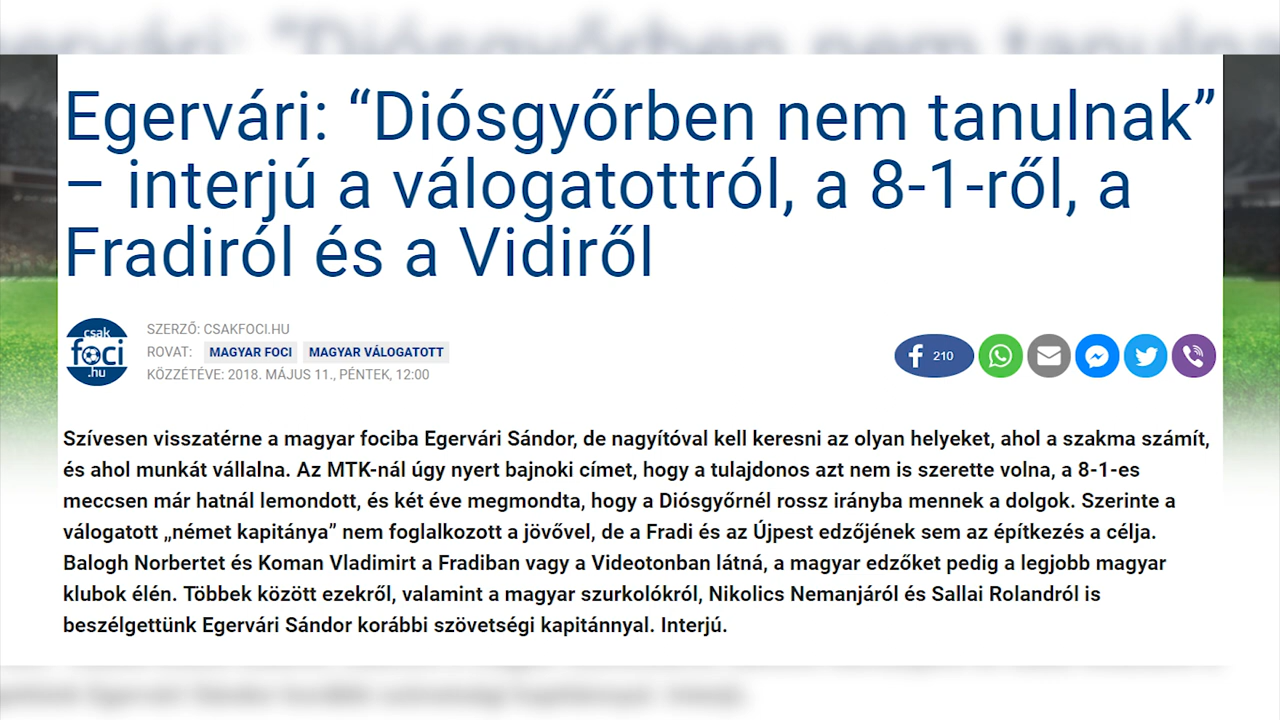 Egervári: “Diósgyőrben nem tanulnak”
– interjú a válogatottról, a 8-1-ről, a
Fradiról és a Vidiről
csak
foci
.hu
SZERZŐ: CSAKFOCI.HU
ROVAT: MAGYAR FOCI MAGYAR VÁLOGATOTT
KÖZZÉTÉVE: 2018. MÁJUS 11., PÉNTEK, 12:00
210
Szívesen visszatérne a magyar fociba Egervári Sándor, de nagyítóval kell keresni az olyan helyeket, ahol a szakma számít,
és ahol munkát vállalna. Az MTK-nál úgy nyert bajnoki címet, hogy a tulajdonos azt nem is szerette volna, a 8-1-es
meccsen már hatnál lemondott, és két éve megmondta, hogy a Diósgyőrnél rossz irányba mennek a dolgok. Szerinte a
válogatott „német kapitánya” nem foglalkozott a jövővel, de a Fradi és az Újpest edzőjének sem az építkezés a célja.
Balogh Norbertet és Koman Vladimirt a Fradiban vagy a Videotonban látná, a magyar edzőket pedig a legjobb magyar
klubok élén. Többek között ezekről, valamint a magyar szurkolókról, Nikolics Nemanjáról és Sallai Rolandról is
beszélgettünk Egervári Sándor korábbi szövetségi kapitánnyal. Interjú.